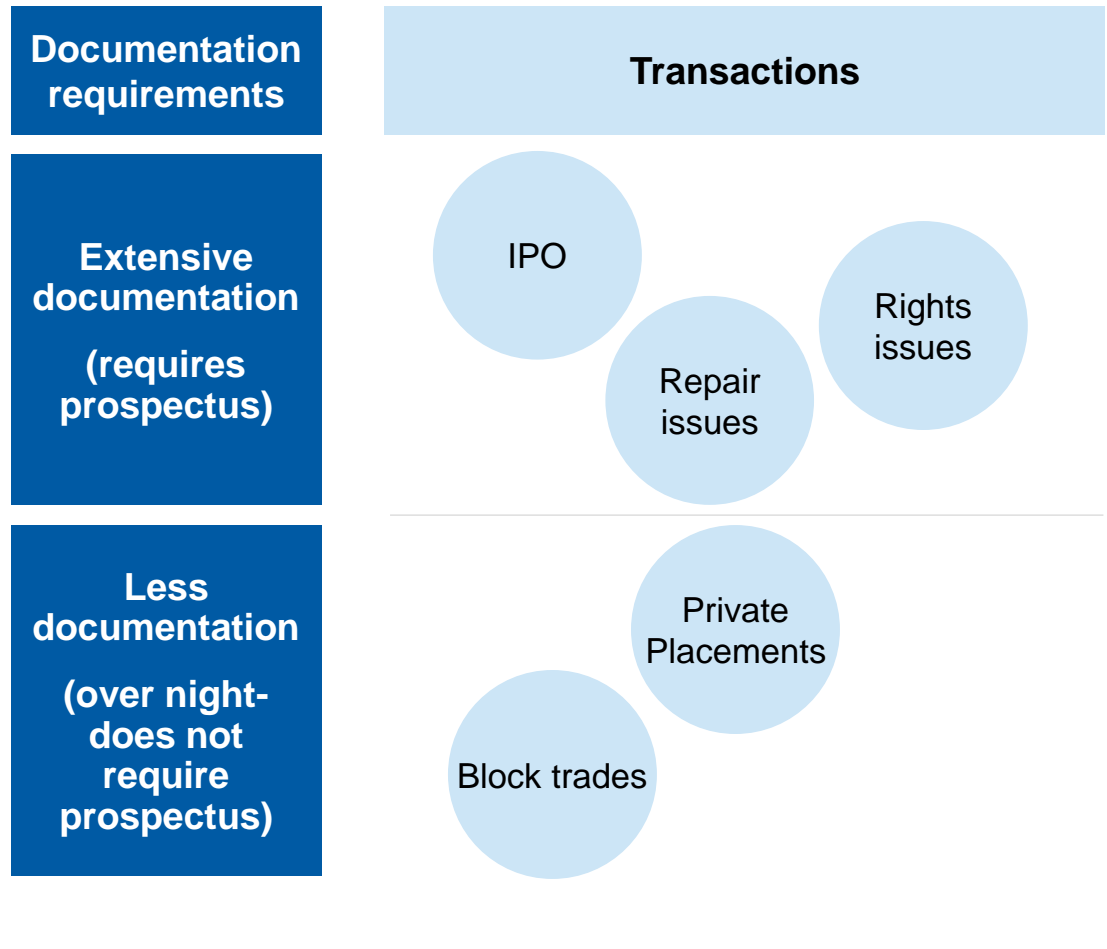 Documentation
requirements
Transactions
Extensive
documentation
(requires
prospectus)
IPO
Repair
issues
Rights
issues
Less
documentation
(over night-
does not
require
prospectus)
Private
Placements
Block trades